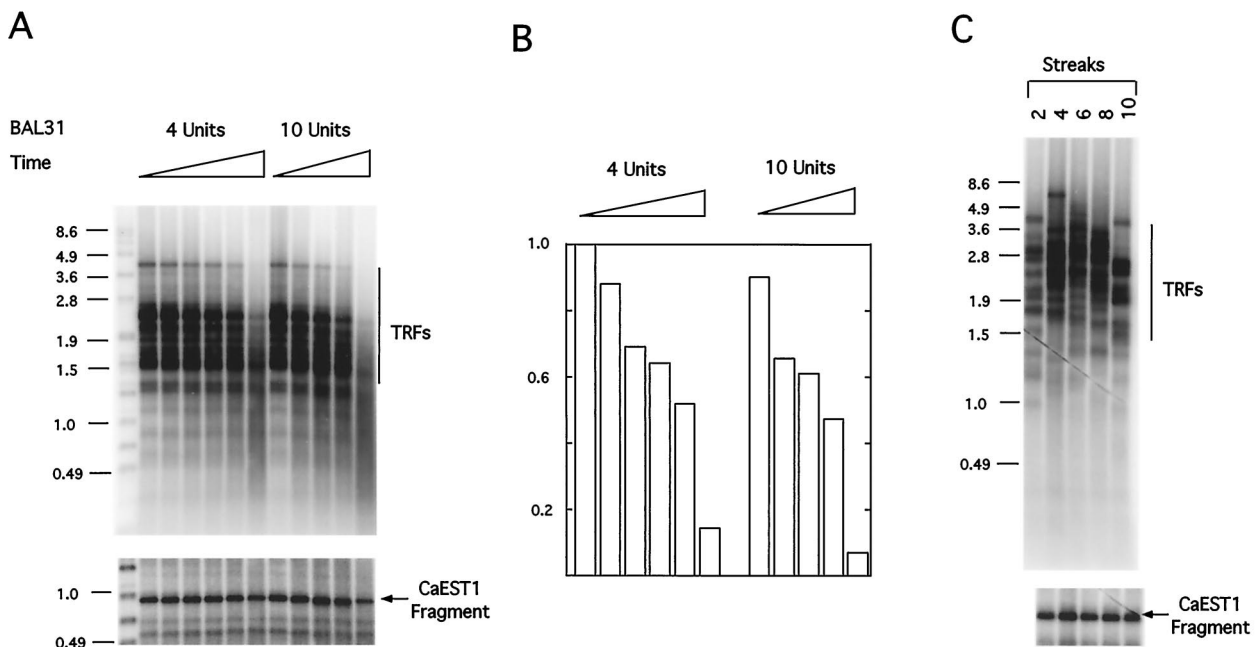 A
BAL31
4 Units
10 Units
Time
8.6
4.9
3.6
2.8
1.9
1.5
1.0
0.49
TRFs
1.0
0.49
CaEST1
Fragment
B
4 Units
10 Units
1.0
0.6
0.2
C
Streaks
2
4
6
8
10
8.6
4.9
3.6
2.8
1.9
1.5
1.0
0.49
TRFs
CaEST1
Fragment